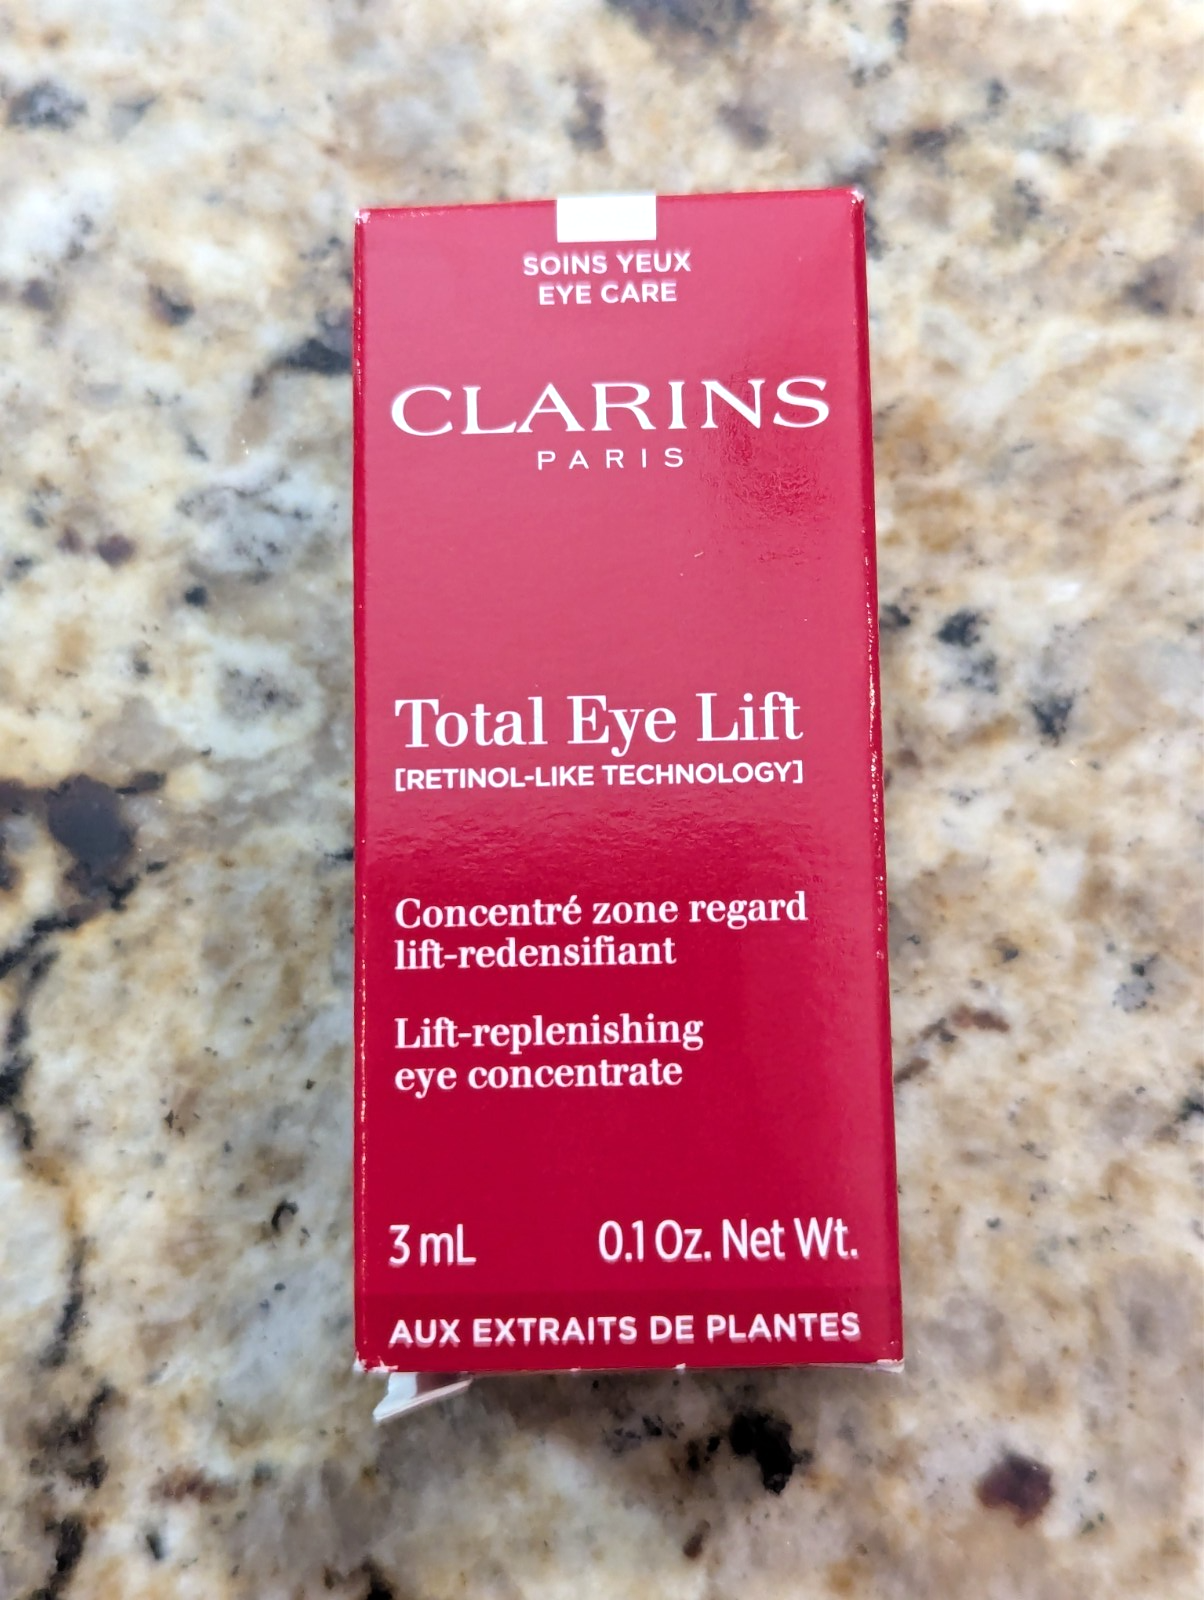 SOINS YEUX
EYE CARE
CLARINS
PARIS
Total Eye Lift
[RETINOL-LIKE TECHNOLOGY]
Concentré zone regard
lift-redensifiant
Lift-replenishing
eye concentrate
3 mL 0.1 Oz. Net Wt.
AUX EXTRAITS DE PLANTES